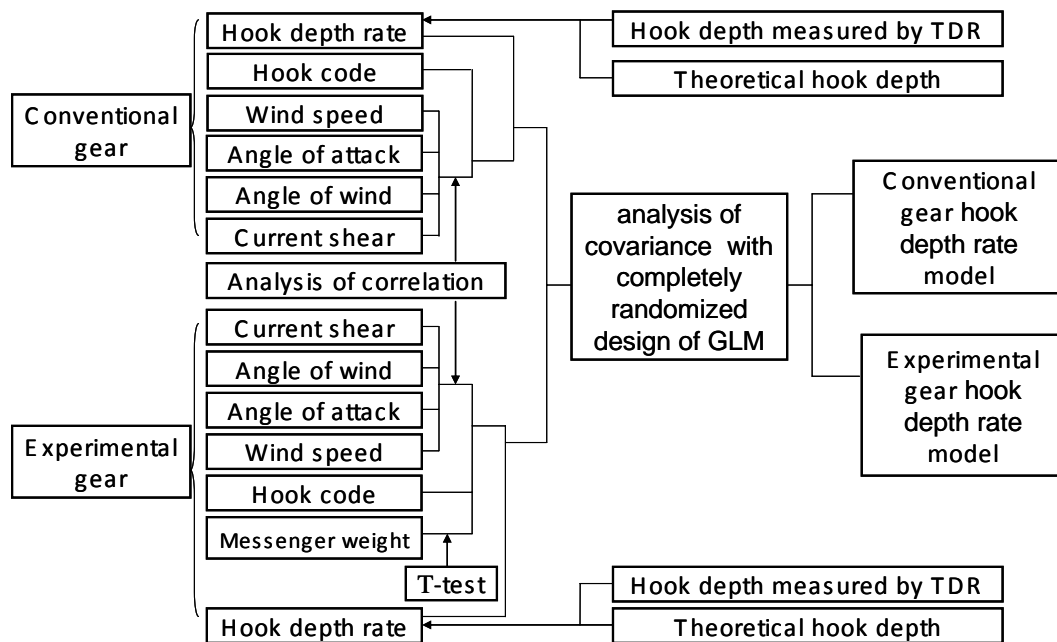 Hook depth rate
Hook code
Wind speed
Angle of attack
Angle of wind
Current shear
Conventional
gear
Hook depth measured by TDR
Theoretical hook depth
Analysis of correlation
Current shear
Angle of wind
Angle of attack
Wind speed
Hook code
Messenger weight
T-test
Hook depth rate
Experimental
gear
Hook depth measured by TDR
Theoretical hook depth
analysis of
covariance with
completely
randomized
design of GLM
Conventional
gear hook
depth rate
model
Experimental
gear hook
depth rate
model